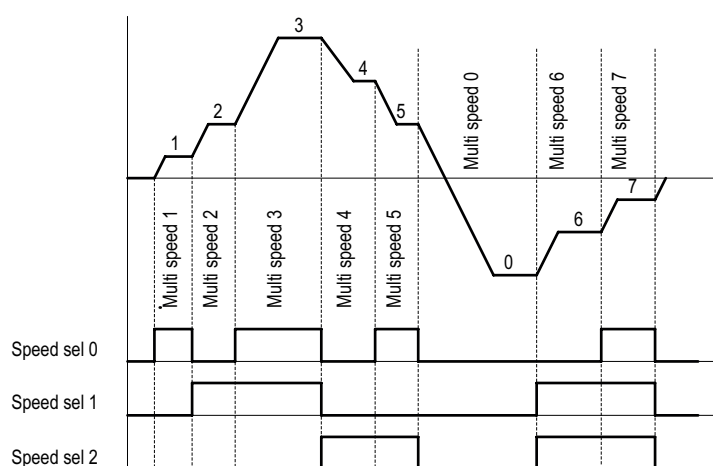 3
4
2
5
1
Multi speed 0
Multi speed 6
Multi speed 7
7
6
0
Multi speed 1
Multi speed 2
Multi speed 3
Multi speed 4
Multi speed 5
Speed sel 0
Speed sel 1
Speed sel 2